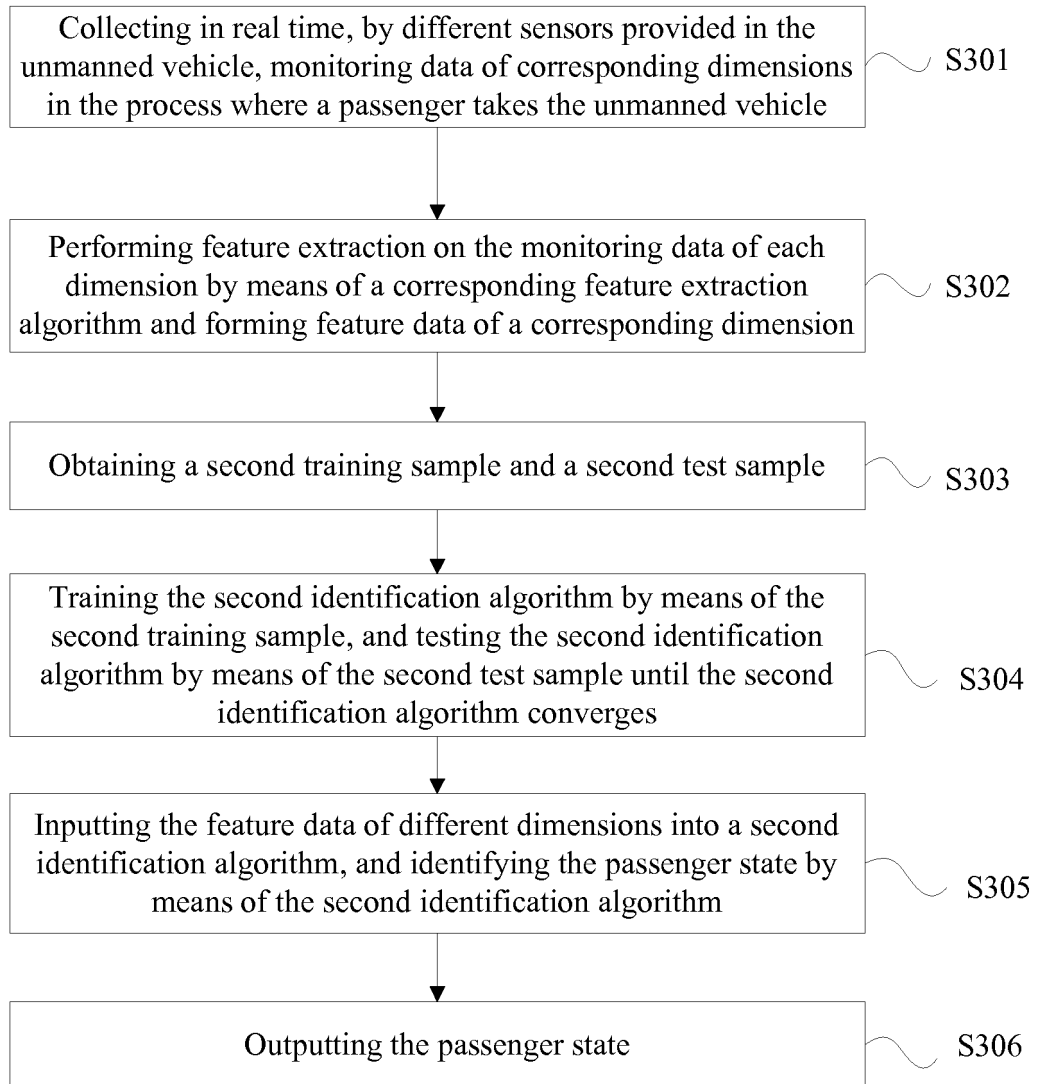 Collecting in real time, by different sensors provided in the
unmanned vehicle, monitoring data of corresponding dimensions
in the process where a passenger takes the unmanned vehicle
S301
Performing feature extraction on the monitoring data of each
dimension by means of a corresponding feature extraction
algorithm and forming feature data of a corresponding dimension
S302
Obtaining a second training sample and a second test sample
S303
Training the second identification algorithm by means of the
second training sample, and testing the second identification
algorithm by means of the second test sample until the second
identification algorithm converges
S304
Inputting the feature data of different dimensions into a second
identification algorithm, and identifying the passenger state by
means of the second identification algorithm
S305
Outputting the passenger state
S306